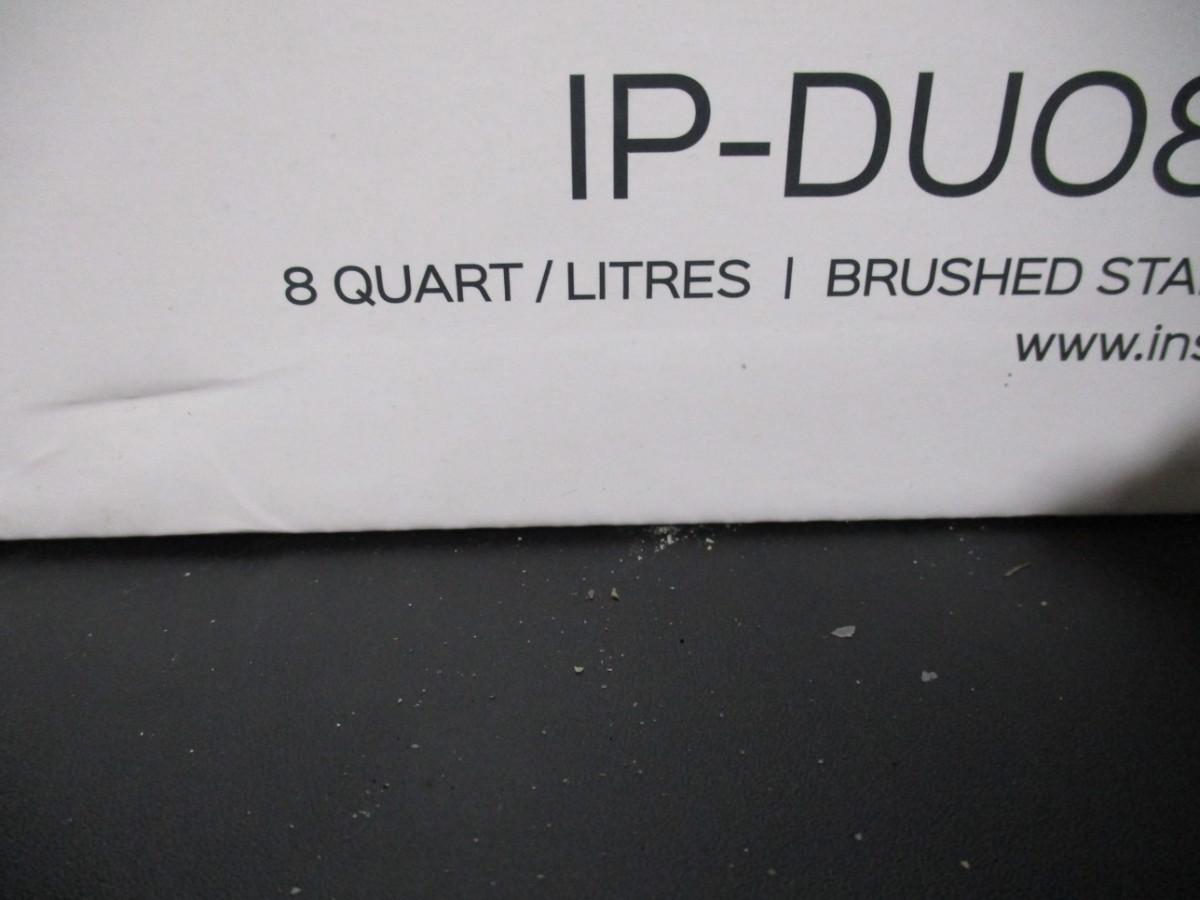 IP-DUO8
8 QUART / LITRES | BRUSHED STA
www.ins